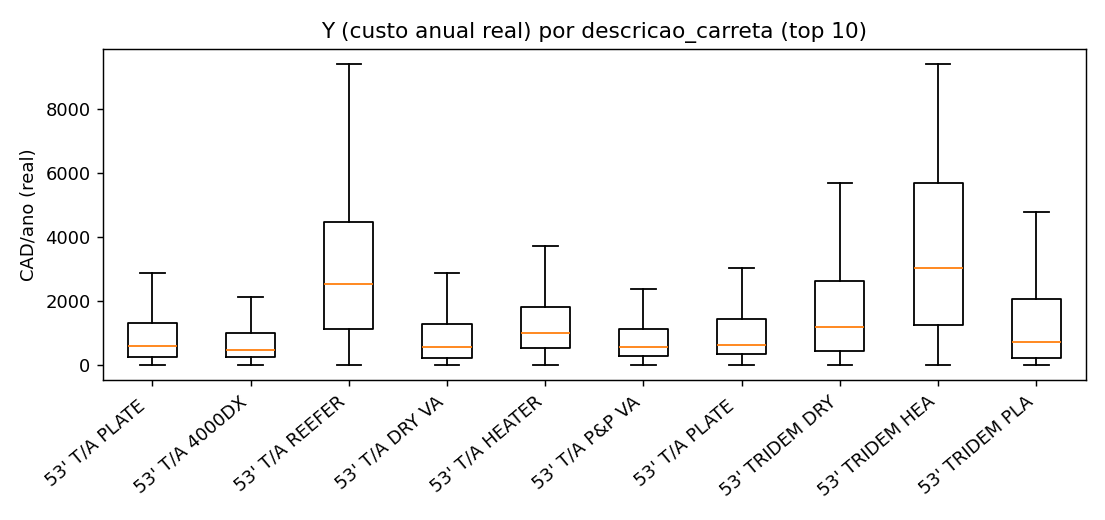 Y (custo anual real) por descricao_carreta (top 10)
CAD/ano (real)
8000
6000
4000
2000
0
53' T/A PLATE
53' T/A 4000DX
53' T/A REEFER
53' T/A DRY VA
53' T/A HEATER
53' T/A P&P VA
53' T/A PLATE
53' TRIDEM DRY
53' TRIDEM HEA
53' TRIDEM PLA